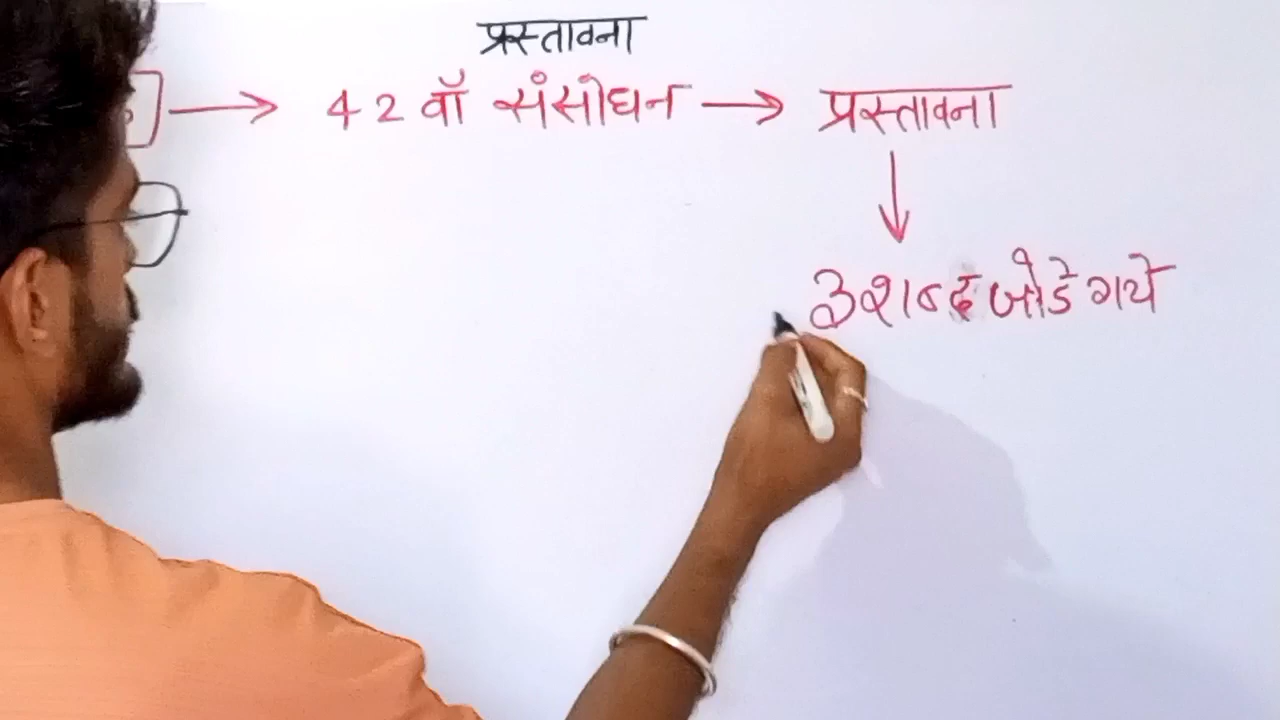 प्रस्तावना
→ 42 वाँ संसोधन → प्रस्तावना
↓
3 शब्द जोडे गये